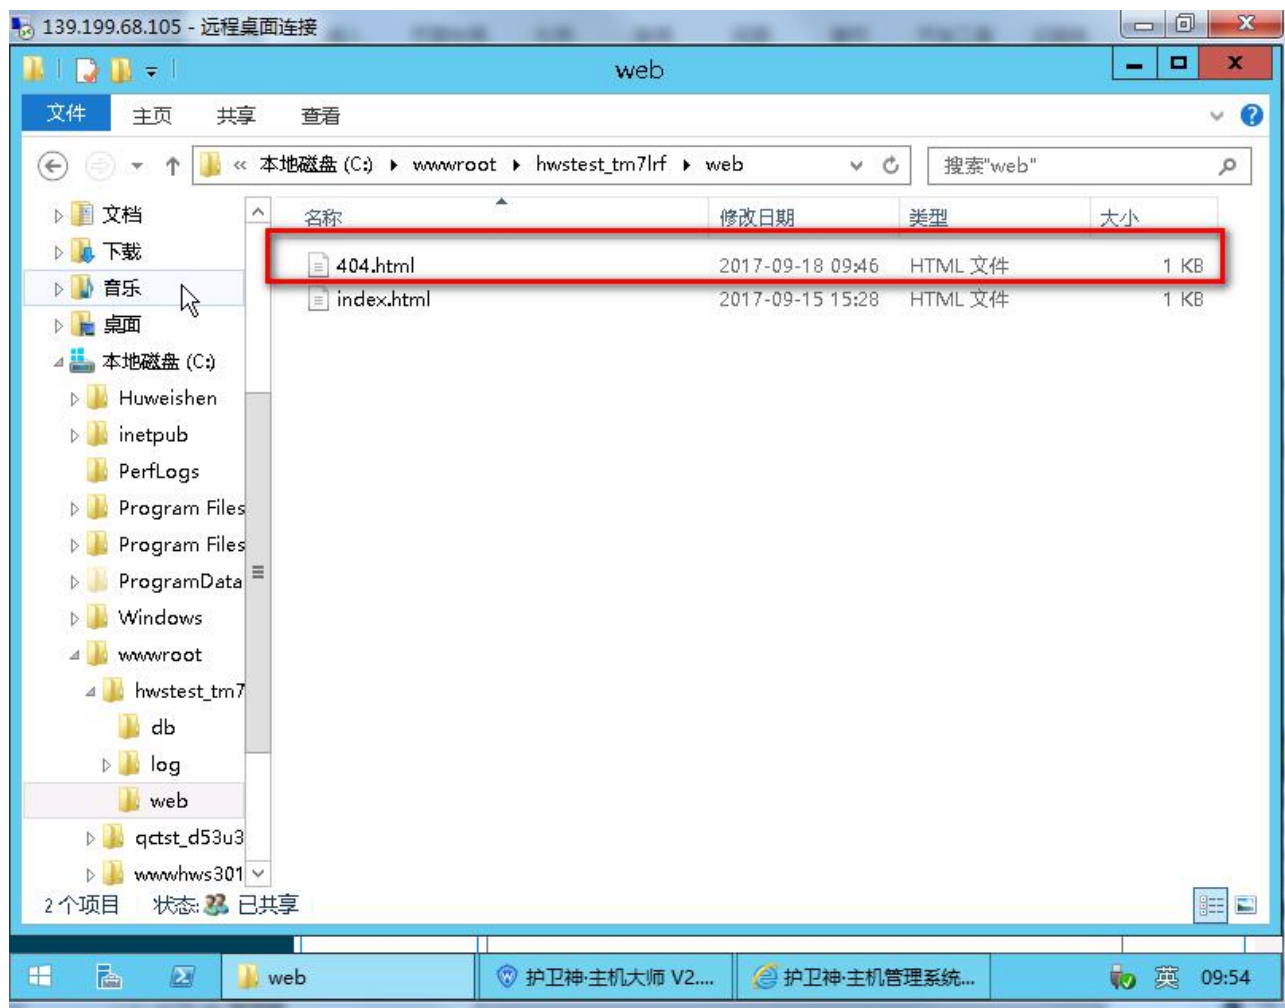 139.199.68.105 - 远程桌面连接
web
文件 主页 共享 查看
« 本地磁盘 (C:) ▸ wwwroot ▸ hwstest_tm7lrf ▸ web 搜索"web"
名称 修改日期 类型 大小
404.html 2017-09-18 09:46 HTML 文件 1 KB
index.html 2017-09-15 15:28 HTML 文件 1 KB
文档
下载
音乐
桌面
本地磁盘 (C:)
Huweishen
inetpub
PerfLogs
Program Files
Program Files
ProgramData
Windows
wwwroot
hwstest_tm7
db
log
web
qctst_d53u3
wwwhws301
2 个项目 状态: 已共享
web 护卫神·主机大师 V2.... 护卫神·主机管理系统... 英 09:54